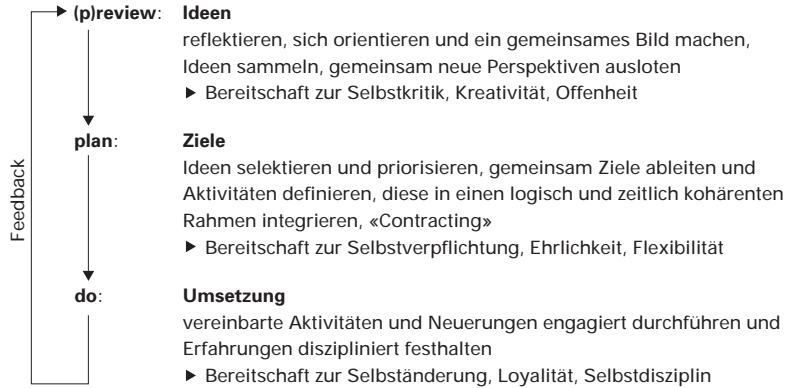 (p)review: Ideen
reflektieren, sich orientieren und ein gemeinsames Bild machen,
Ideen sammeln, gemeinsam neue Perspektiven ausloten
▶ Bereitschaft zur Selbstkritik, Kreativität, Offenheit
plan: Ziele
Ideen selektieren und priorisieren, gemeinsam Ziele ableiten und
Aktivitäten definieren, diese in einen logisch und zeitlich kohärenten
Rahmen integrieren, «Contracting»
▶ Bereitschaft zur Selbstverpflichtung, Ehrlichkeit, Flexibilität
Feedback
do: Umsetzung
vereinbarte Aktivitäten und Neuerungen engagiert durchführen und
Erfahrungen diszipliniert festhalten
▶ Bereitschaft zur Selbständerung, Loyalität, Selbstdisziplin